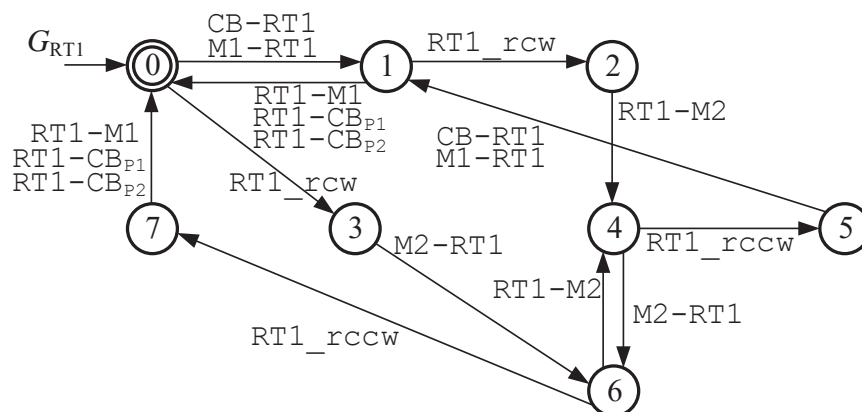 CB-RT1
M1-RT1
G_RT1
0
1
RT1_rcw
2
RT1-M1
RT1-CB_P1
RT1-CB_P2
RT1-M2
RT1-M1
RT1-CB_P1
RT1-CB_P2
CB-RT1
M1-RT1
RT1_rcw
7
3
4
5
M2-RT1
RT1_rccw
RT1-M2
M2-RT1
RT1_rccw
6